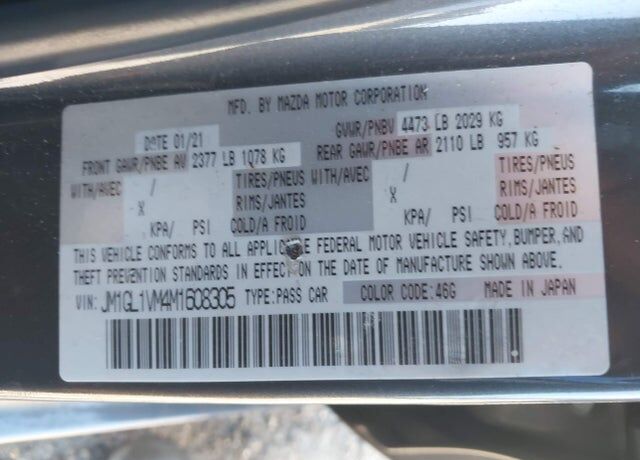 MFD. BY MAZDA MOTOR CORPORATION
DATE 01/21 GVWR/PNBV 4473 LB 2029 KG
FRONT GAWR/PNBE AV 2377 LB 1078 KG REAR GAWR/PNBE AR 2110 LB 957 KG
WITH/AVEC / TIRES/PNEUS WITH/AVEC / TIRES/PNEUS
X RIMS/JANTES X RIMS/JANTES
KPA/ PSI COLD/A FROID KPA/ PSI COLD/A FROID
THIS VEHICLE CONFORMS TO ALL FEDERAL MOTOR VEHICLE SAFETY, BUMPER, AND
THEFT PREVENTION STANDARDS IN EFFECT ON THE DATE OF MANUFACTURE SHOWN ABOVE.
VIN: JM1GL1VM4M1608305 TYPE:PASS CAR COLOR CODE:46G MADE IN JAPAN